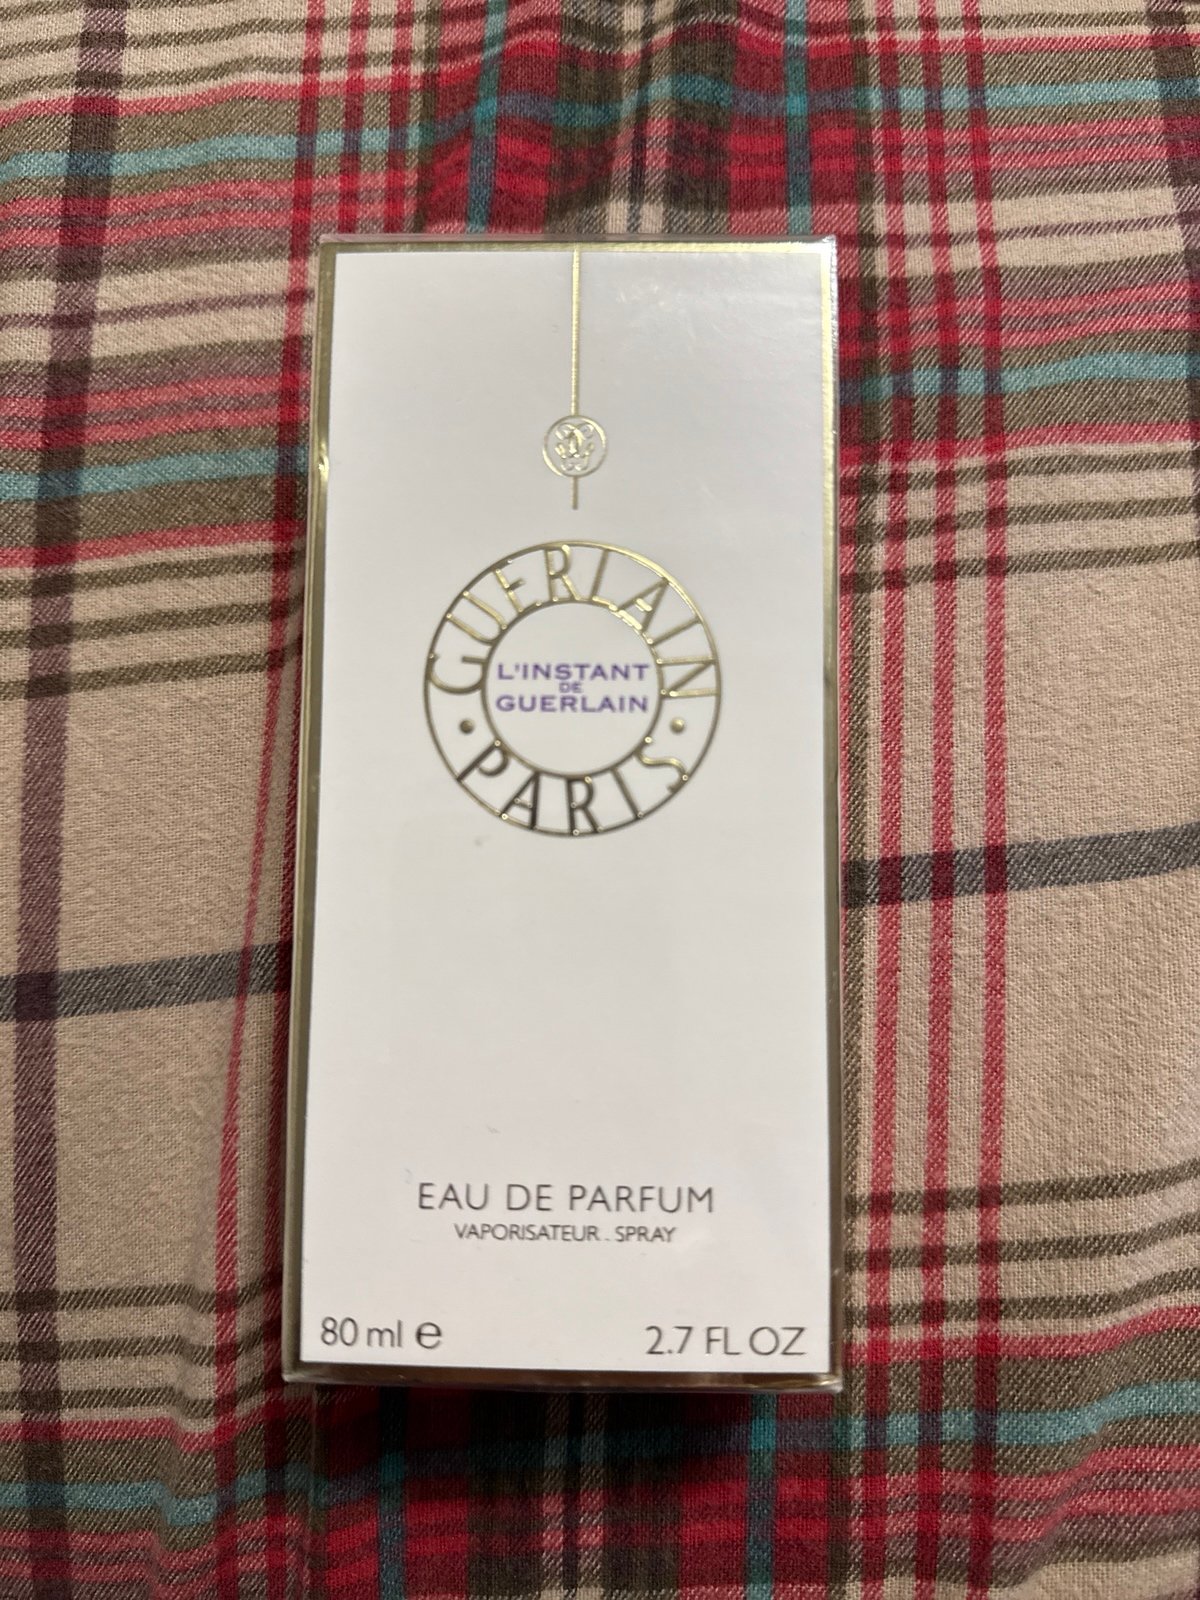 GUERLAIN
L'INSTANT
DE
GUERLAIN
PARIS
EAU DE PARFUM
VAPORISATEUR . SPRAY
80 ml e
2.7 FL OZ